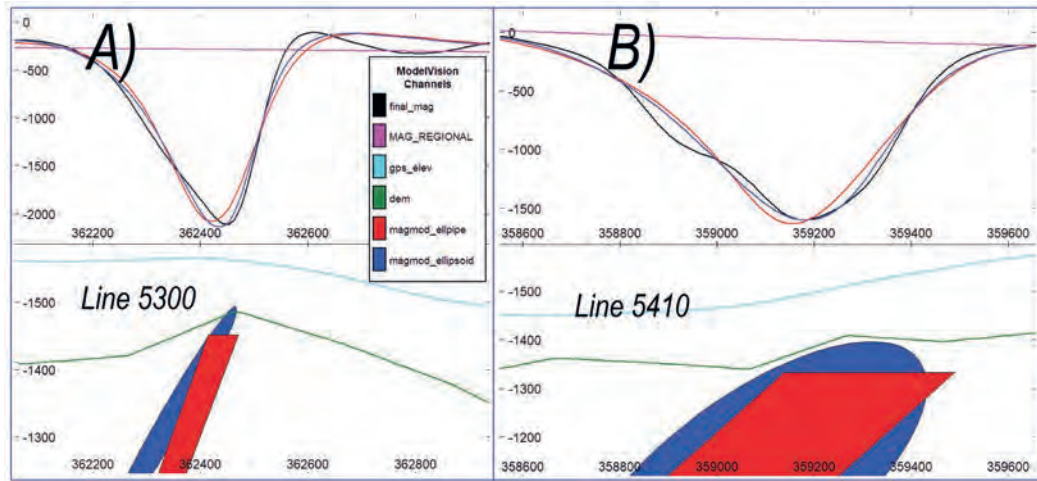 A)
B)
-0
-500
-1000
-1500
-2000
362200
362400
362600
ModelVision
Channels
final_mag
MAG_REGIONAL
gps_elev
dem
magmod_ellpipe
magmod_ellipsoid
-0
-500
-1000
-1500
358600
358800
359000
359200
359400
359600
Line 5300
-1500
-1400
-1300
362200
362400
362600
362800
Line 5410
-1500
-1400
-1300
-1200
358600
358800
359000
359200
359400
359600